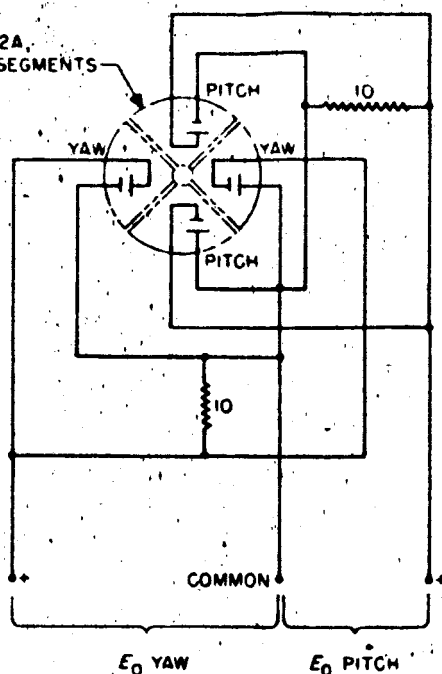 2A,
SEGMENTS
PITCH
10
YAW
YAW
PITCH
10
+
COMMON
+
E₀ YAW
E₀ PITCH